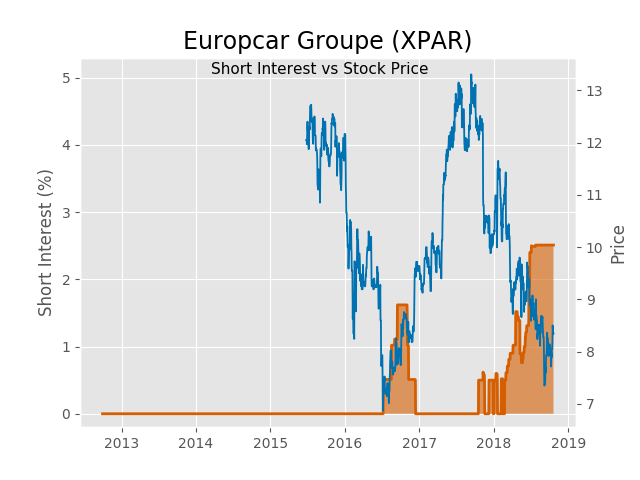 Europcar Groupe (XPAR)
Short Interest vs Stock Price
Short Interest (%)
5
4
3
2
1
0
13
12
11
10
9
8
7
Price
2013 2014 2015 2016 2017 2018 2019